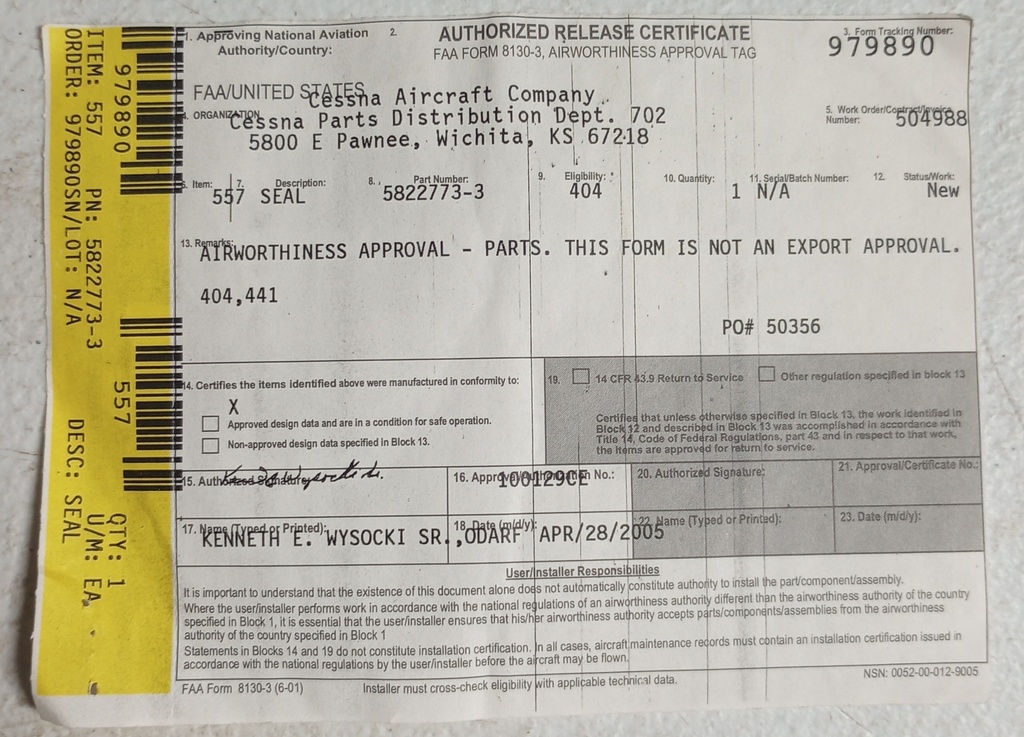 1. Approving National Aviation
Authority/Country:
2.
AUTHORIZED RELEASE CERTIFICATE
FAA FORM 8130-3, AIRWORTHINESS APPROVAL TAG
3. Form Tracking Number:
979890
FAA/UNITED STATES
Cessna Aircraft Company
4. ORGANIZATION
Cessna Parts Distribution Dept. 702
5800 E Pawnee, Wichita, KS 67218
5. Work Order/Contract/Invoice
Number: 504988
6. Item: 7. Description: 8. Part Number: 9. Eligibility: 10. Quantity: 11. Serial/Batch Number: 12. Status/Work:
557 SEAL 5822773-3 404 1 N/A New
13. Remarks:
AIRWORTHINESS APPROVAL - PARTS. THIS FORM IS NOT AN EXPORT APPROVAL.
404,441
PO# 50356
14. Certifies the items identified above were manufactured in conformity to:
X
Approved design data and are in a condition for safe operation.
Non-approved design data specified in Block 13.
19. 14 CFR 43.9 Return to Service Other regulation specified in block 13
Certifies that unless otherwise specified in Block 13, the work identified in
Block 12 and described in Block 13 was accomplished in accordance with
Title 14, Code of Federal Regulations, part 43 and in respect to that work,
the items are approved for return to service.
15. Authorized Signature:
16. Approval/Authorization No.:
100129CE
20. Authorized Signature:
21. Approval/Certificate No.:
17. Name (Typed or Printed):
KENNETH E. WYSOCKI SR.,ODARF
18. Date (m/d/y):
APR/28/2005
22. Name (Typed or Printed):
23. Date (m/d/y):
User/Installer Responsibilities
It is important to understand that the existence of this document alone does not automatically constitute authority to install the part/component/assembly.
Where the user/installer performs work in accordance with the national regulations of an airworthiness authority different than the airworthiness authority of the country
specified in Block 1, it is essential that the user/installer ensures that his/her airworthiness authority accepts parts/components/assemblies from the airworthiness
authority of the country specified in Block 1
Statements in Blocks 14 and 19 do not constitute installation certification. In all cases, aircraft maintenance records must contain an installation certification issued in
accordance with the national regulations by the user/installer before the aircraft may be flown.
FAA Form 8130-3 (6-01)
Installer must cross-check eligibility with applicable technical data.
NSN: 0052-00-012-9005
979890 557 QTY: 1
ITEM: 557 PN: 5822773-3 U/M: EA
ORDER: 979890SN/LOT: N/A DESC: SEAL